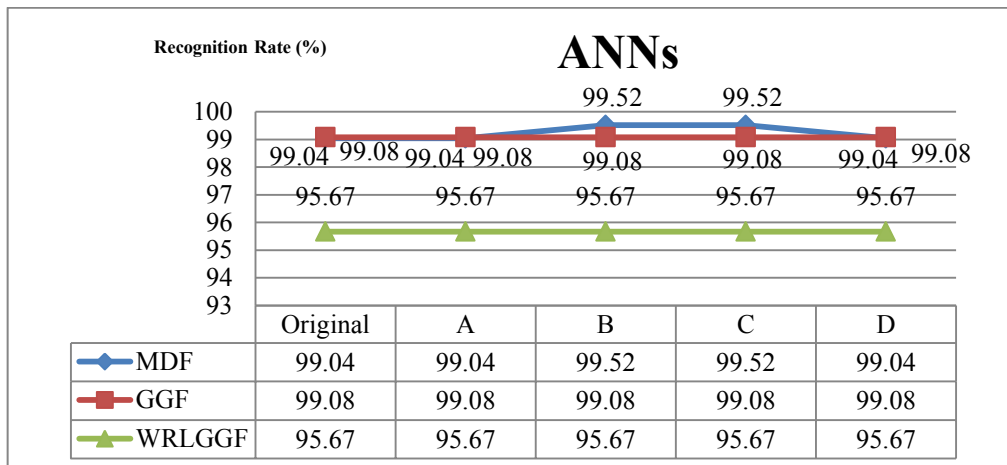 Recognition Rate (%)
ANNs
99.52 99.52
100
99
99.04 99.08 99.04 99.08 99.08 99.08 99.04 99.08
98
97
95.67 95.67 95.67 95.67 95.67
96
95
94
93
Original A B C D
MDF 99.04 99.04 99.52 99.52 99.04
GGF 99.08 99.08 99.08 99.08 99.08
WRLGGF 95.67 95.67 95.67 95.67 95.67